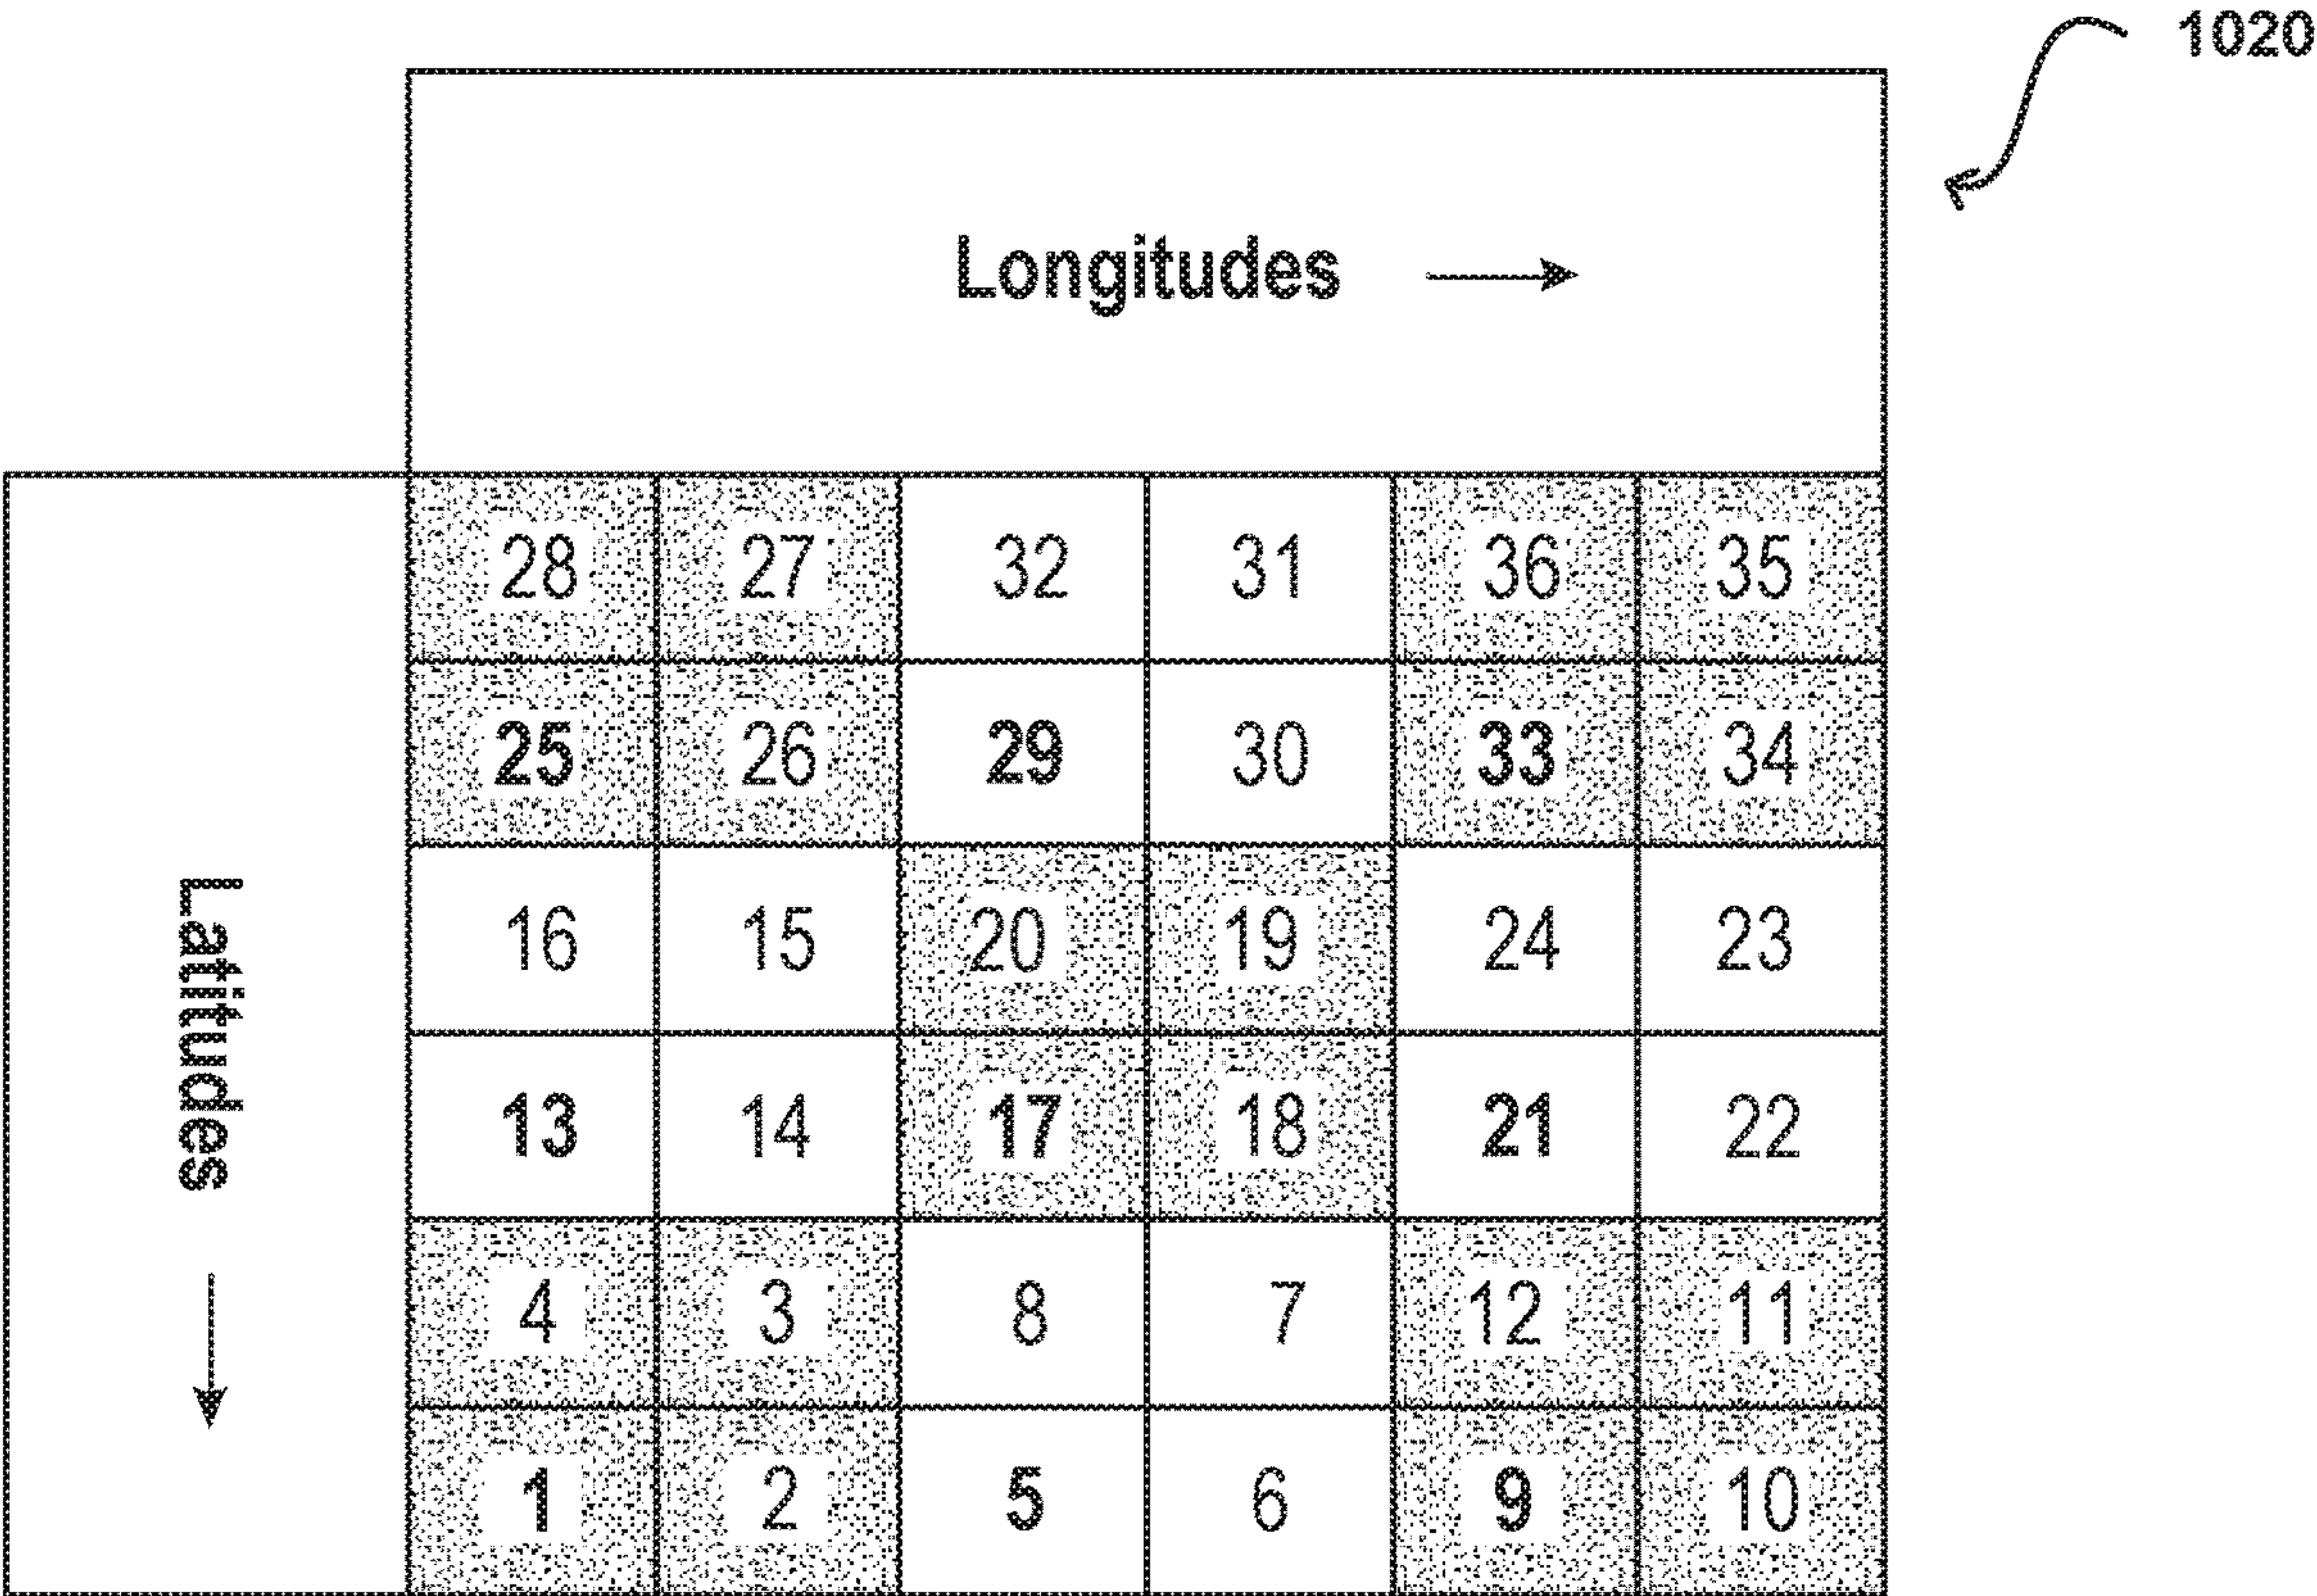 1020
Longitudes →
28 27 32 31 36 35
25 26 29 30 33 34
16 15 20 19 24 23
13 14 17 18 21 22
4 3 8 7 12 11
1 2 5 6 9 10
Latitudes →